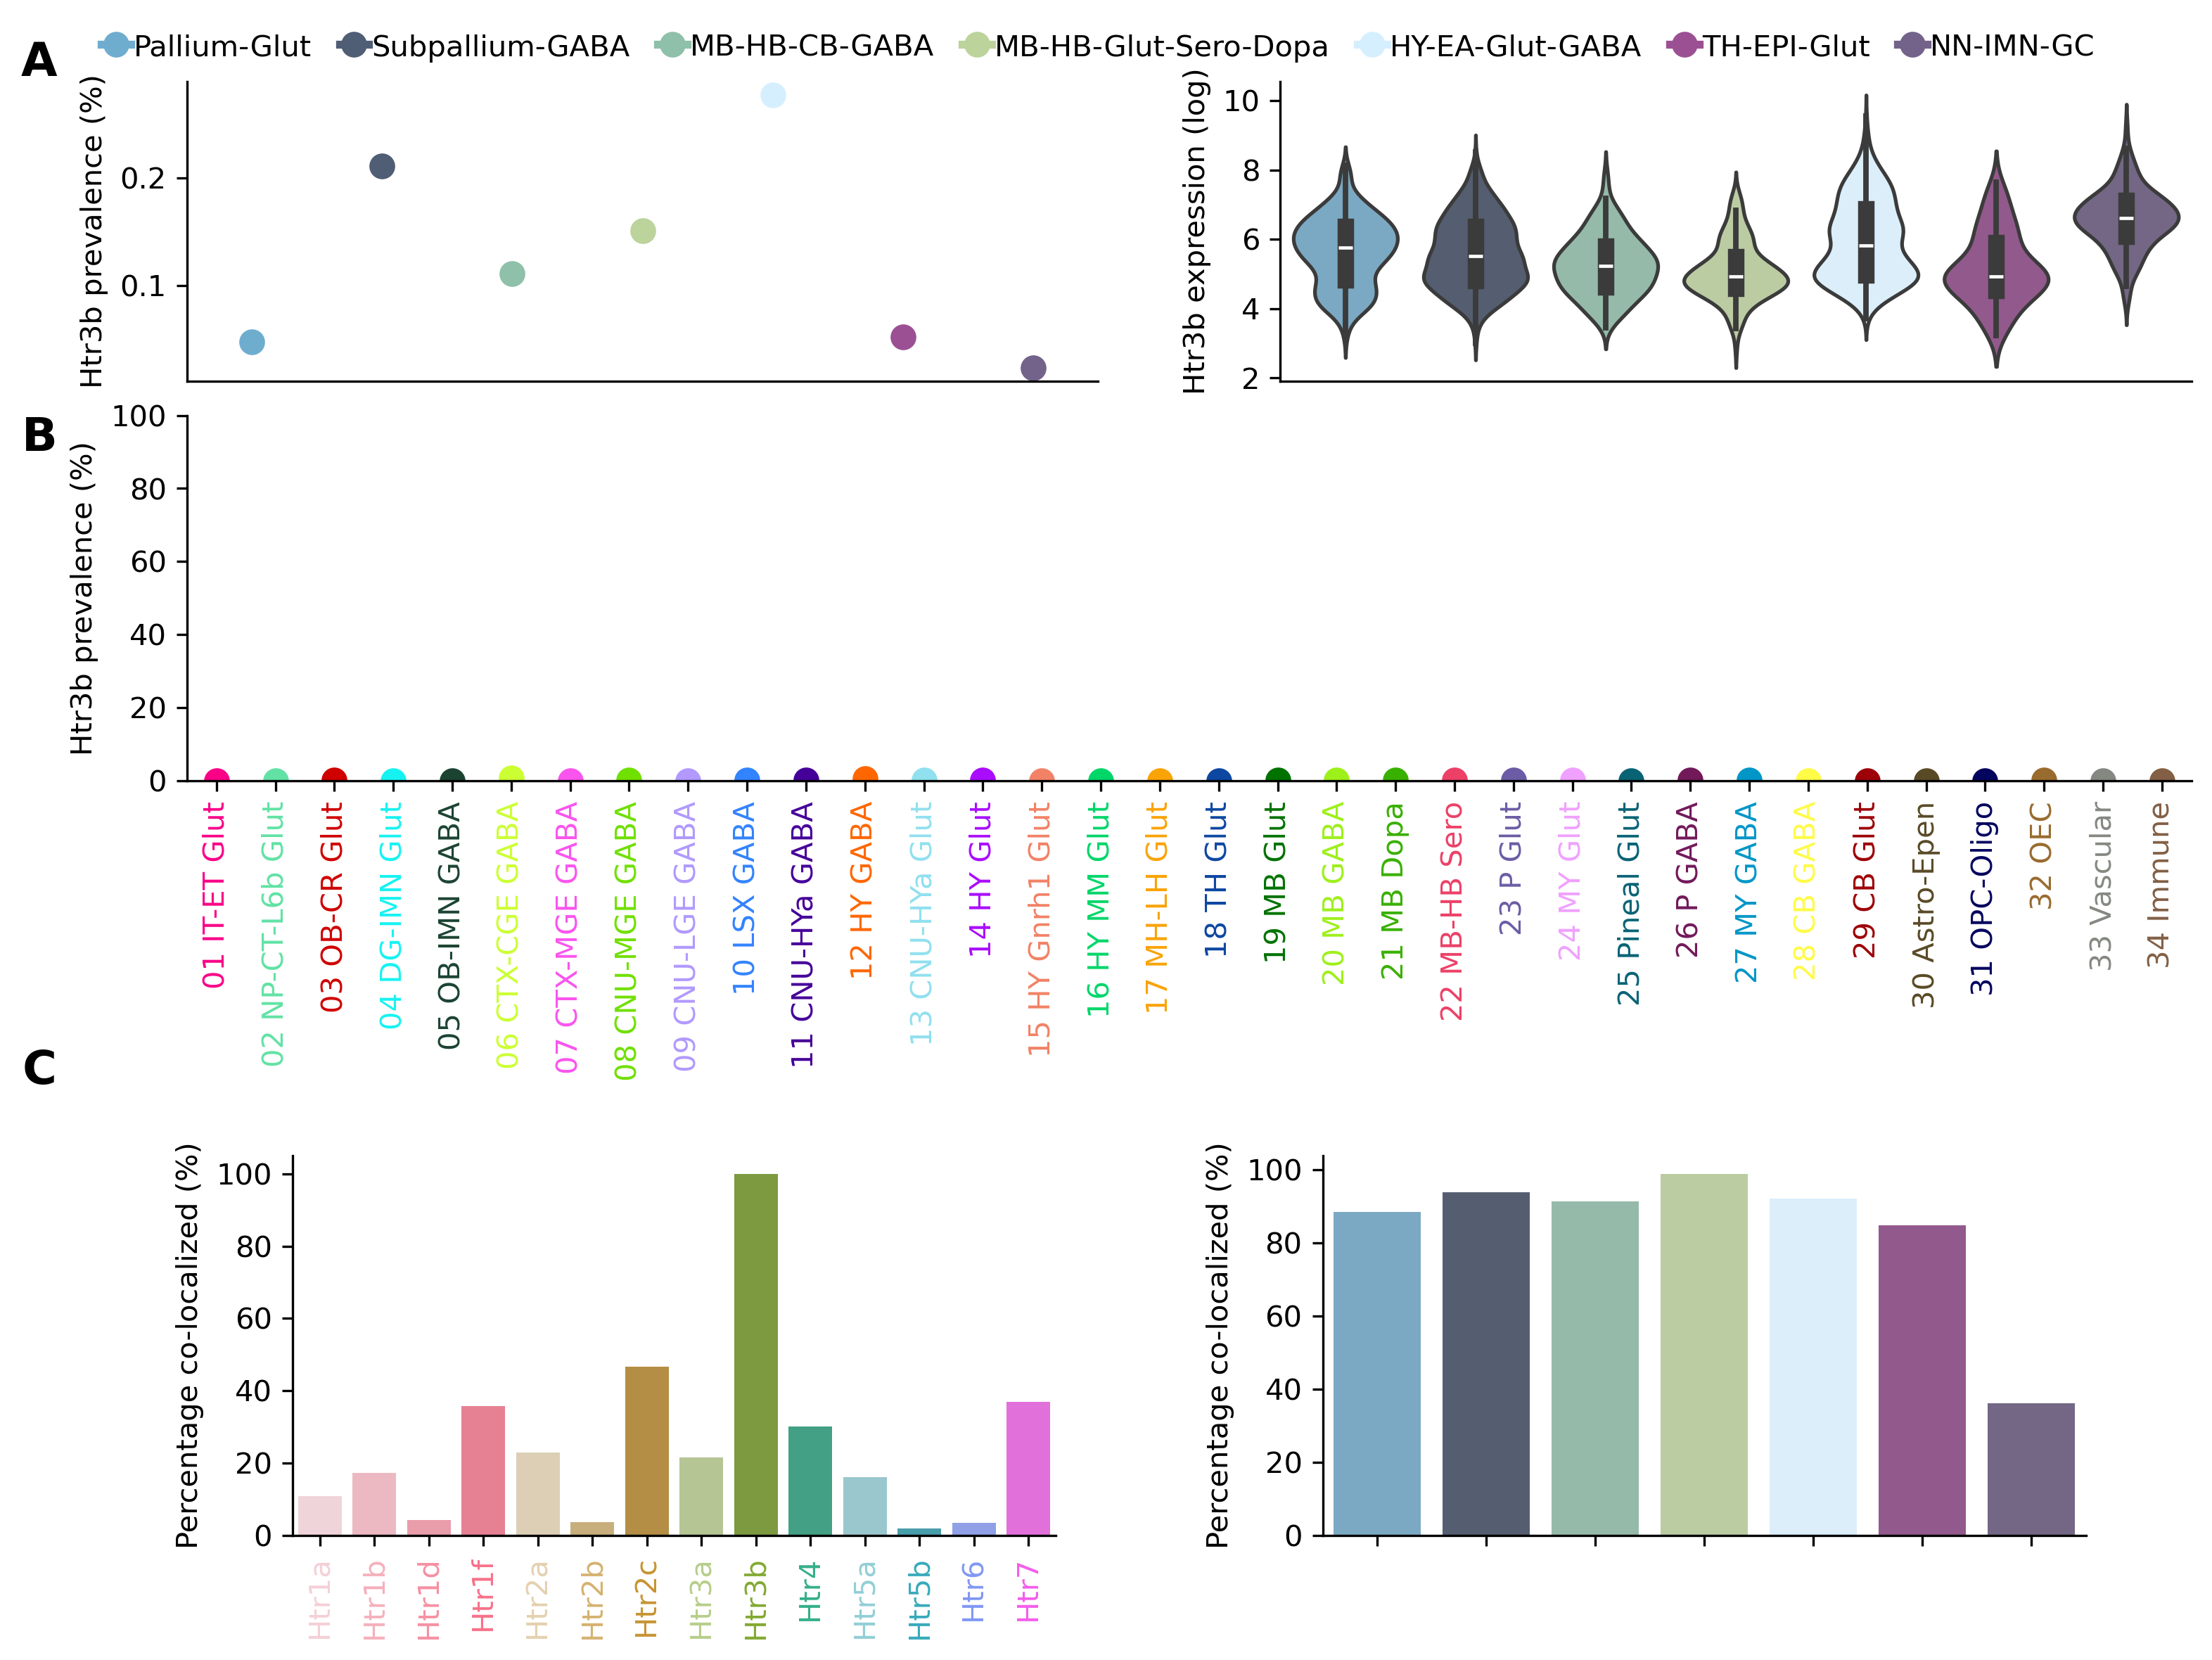 A
Pallium-Glut Subpallium-GABA MB-HB-CB-GABA MB-HB-Glut-Sero-Dopa HY-EA-Glut-GABA TH-EPI-Glut NN-IMN-GC
Htr3b prevalence (%)
0.2
0.1
Htr3b expression (log)
10
8
6
4
2
B
Htr3b prevalence (%)
100
80
60
40
20
0
01 IT-ET Glut
02 NP-CT-L6b Glut
03 OB-CR Glut
04 DG-IMN Glut
05 OB-IMN GABA
06 CTX-CGE GABA
07 CTX-MGE GABA
08 CNU-MGE GABA
09 CNU-LGE GABA
10 LSX GABA
11 CNU-HYa GABA
12 HY GABA
13 CNU-HYa Glut
14 HY Glut
15 HY Gnrh1 Glut
16 HY MM Glut
17 MH-LH Glut
18 TH Glut
19 MB Glut
20 MB GABA
21 MB Dopa
22 MB-HB Sero
23 P Glut
24 MY Glut
25 Pineal Glut
26 P GABA
27 MY GABA
28 CB GABA
29 CB Glut
30 Astro-Epen
31 OPC-Oligo
32 OEC
33 Vascular
34 Immune
C
Percentage co-localized (%)
100
80
60
40
20
0
Htr1a
Htr1b
Htr1d
Htr1f
Htr2a
Htr2b
Htr2c
Htr3a
Htr3b
Htr4
Htr5a
Htr5b
Htr6
Htr7
Percentage co-localized (%)
100
80
60
40
20
0